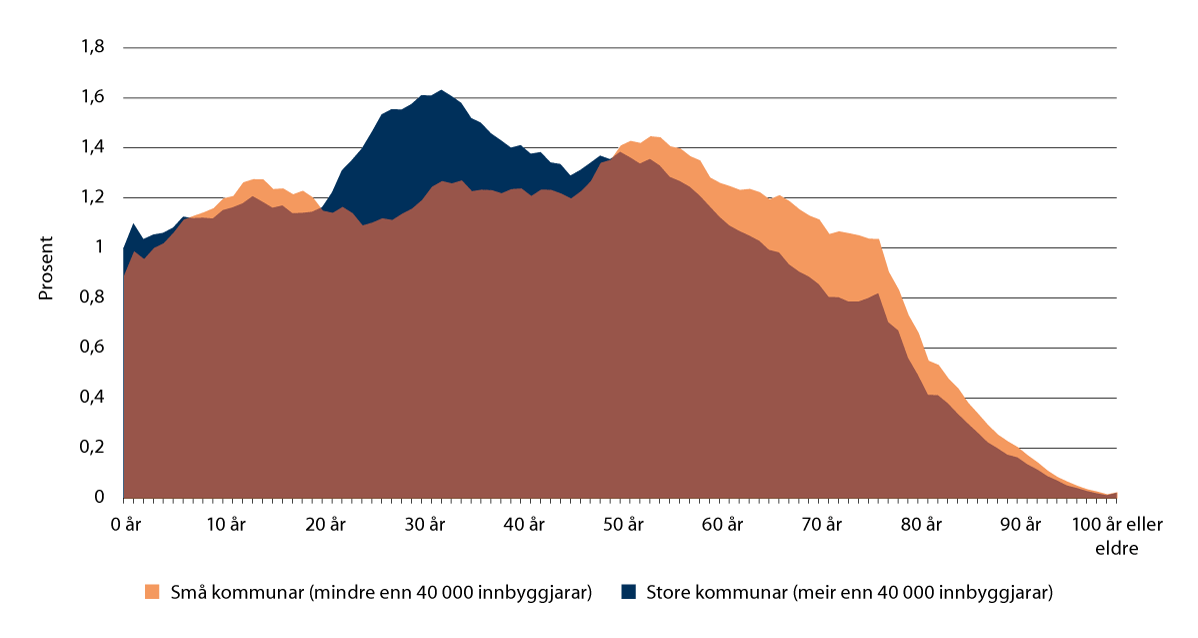 1,8
1,6
1,4
1,2
1
0,8
0,6
0,4
0,2
0
Prosent
0 år 10 år 20 år 30 år 40 år 50 år 60 år 70 år 80 år 90 år 100 år eller
eldre
Små kommunar (mindre enn 40 000 innbyggjarar) Store kommunar (meir enn 40 000 innbyggjarar)